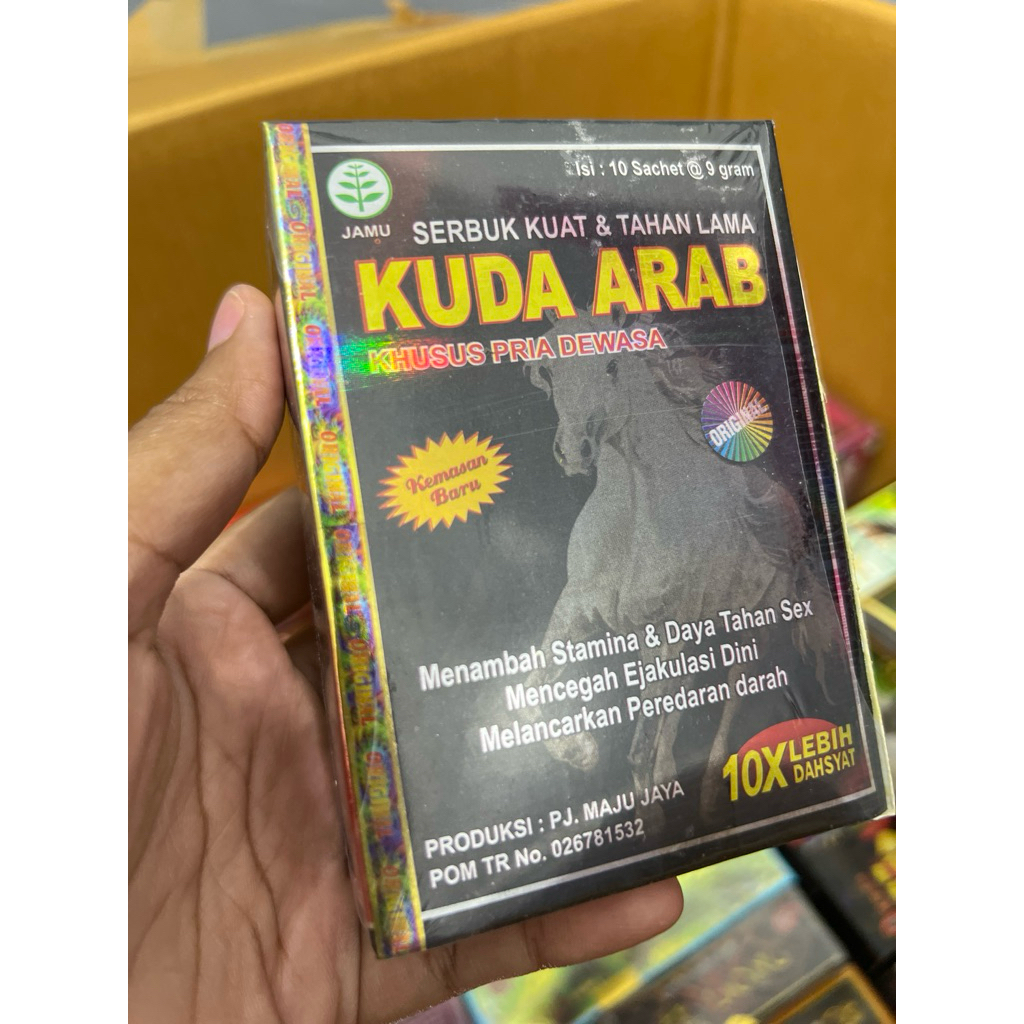 Isi : 10 Sachet @ 9 gram
JAMU
SERBUK KUAT & TAHAN LAMA
KUDA ARAB
KHUSUS PRIA DEWASA
ORIGINAL
Kemasan
Baru
Menambah Stamina & Daya Tahan Sex
Mencegah Ejakulasi Dini
Melancarkan Peredaran darah
10X LEBIH
DAHSYAT
PRODUKSI : PJ. MAJU JAYA
POM TR No. 026781532